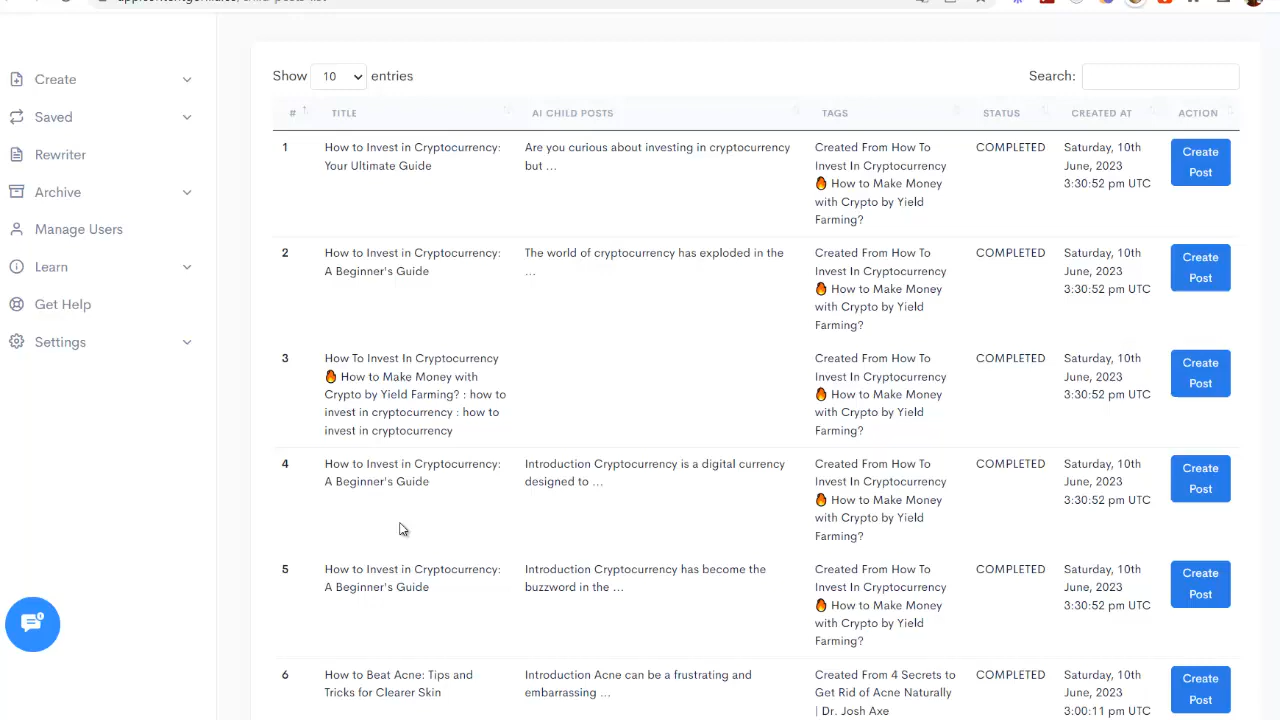 Create
Saved
Rewriter
Archive
Manage Users
Learn
Get Help
Settings
Show 10 entries
Search:
# TITLE AI CHILD POSTS TAGS STATUS CREATED AT ACTION
1
How to Invest in Cryptocurrency:
Your Ultimate Guide
Are you curious about investing in cryptocurrency
but ...
Created From How To
Invest In Cryptocurrency
🔥 How to Make Money
with Crypto by Yield
Farming?
COMPLETED
Saturday, 10th
June, 2023
3:30:52 pm UTC
Create
Post
2
How to Invest in Cryptocurrency:
A Beginner's Guide
The world of cryptocurrency has exploded in the
...
Created From How To
Invest In Cryptocurrency
🔥 How to Make Money
with Crypto by Yield
Farming?
COMPLETED
Saturday, 10th
June, 2023
3:30:52 pm UTC
Create
Post
3
How To Invest In Cryptocurrency
🔥 How to Make Money with
Crypto by Yield Farming? : how to
invest in cryptocurrency : how to
invest in cryptocurrency
Created From How To
Invest In Cryptocurrency
🔥 How to Make Money
with Crypto by Yield
Farming?
COMPLETED
Saturday, 10th
June, 2023
3:30:52 pm UTC
Create
Post
4
How to Invest in Cryptocurrency:
A Beginner's Guide
Introduction Cryptocurrency is a digital currency
designed to ...
Created From How To
Invest In Cryptocurrency
🔥 How to Make Money
with Crypto by Yield
Farming?
COMPLETED
Saturday, 10th
June, 2023
3:30:52 pm UTC
Create
Post
5
How to Invest in Cryptocurrency:
A Beginner's Guide
Introduction Cryptocurrency has become the
buzzword in the ...
Created From How To
Invest In Cryptocurrency
🔥 How to Make Money
with Crypto by Yield
Farming?
COMPLETED
Saturday, 10th
June, 2023
3:30:52 pm UTC
Create
Post
6
How to Beat Acne: Tips and
Tricks for Clearer Skin
Introduction Acne can be a frustrating and
embarrassing ...
Created From 4 Secrets to
Get Rid of Acne Naturally
| Dr. Josh Axe
COMPLETED
Saturday, 10th
June, 2023
3:00:11 pm UTC
Create
Post